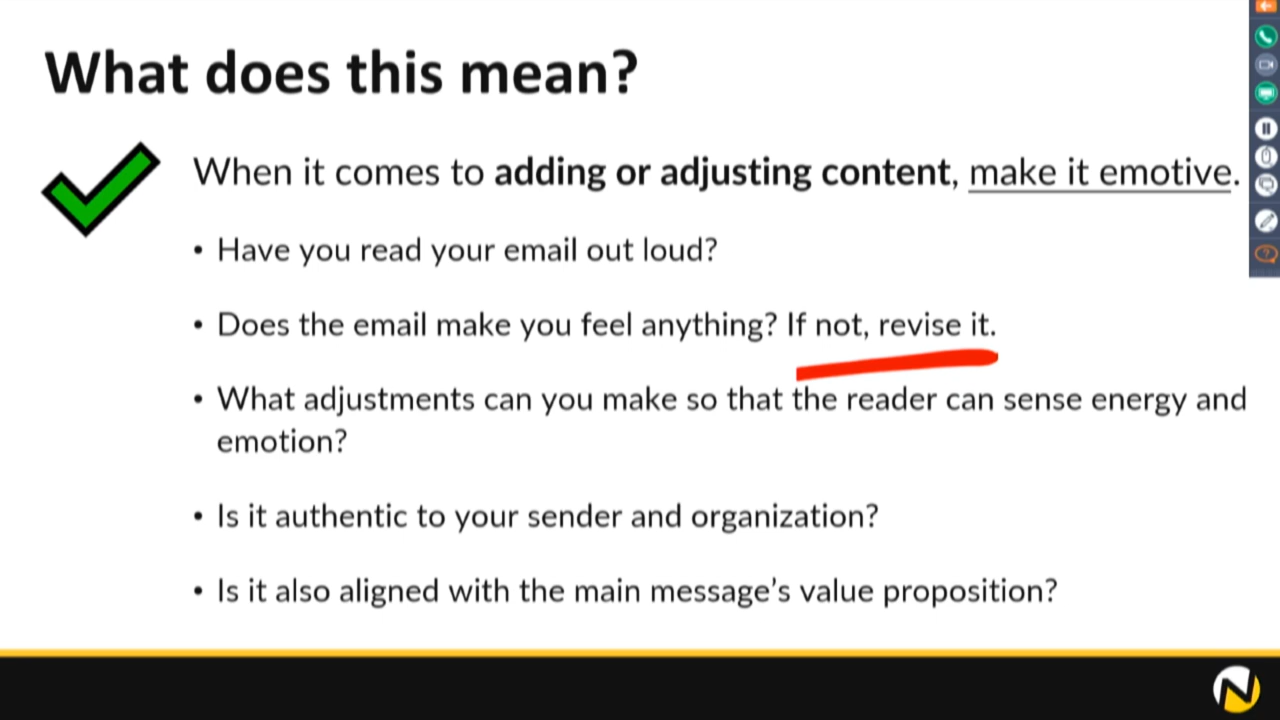 What does this mean?
When it comes to adding or adjusting content, make it emotive.
• Have you read your email out loud?
• Does the email make you feel anything? If not, revise it.
• What adjustments can you make so that the reader can sense energy and
emotion?
• Is it authentic to your sender and organization?
• Is it also aligned with the main message’s value proposition?